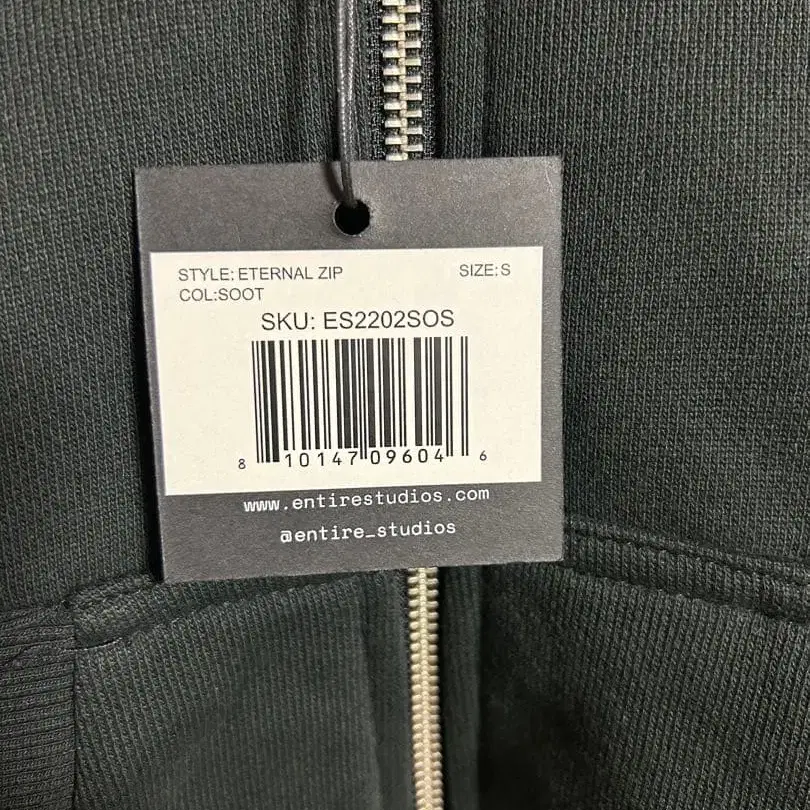 STYLE: ETERNAL ZIP SIZE: S
COL:SOOT
SKU: ES2202SOS
8 10147 09604 6
www.entirestudios.com
@entire_studios